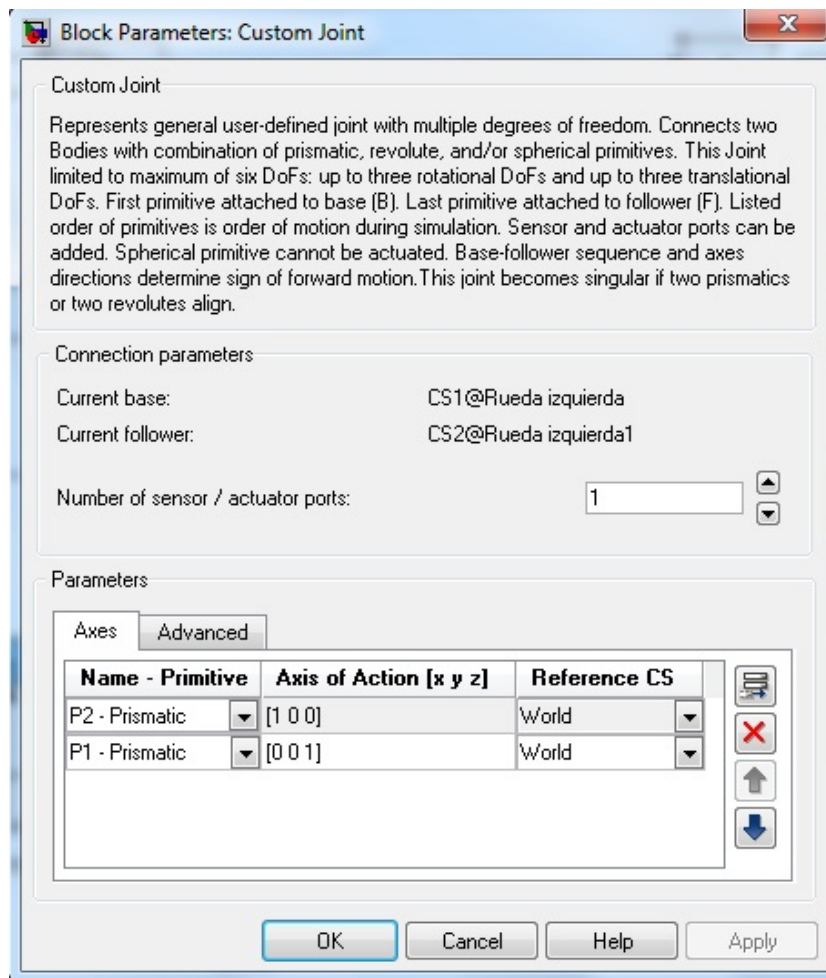 Block Parameters: Custom Joint
Custom Joint
Represents general user-defined joint with multiple degrees of freedom. Connects two
Bodies with combination of prismatic, revolute, and/or spherical primitives. This Joint
limited to maximum of six DoFs: up to three rotational DoFs and up to three translational
DoFs. First primitive attached to base (B). Last primitive attached to follower (F). Listed
order of primitives is order of motion during simulation. Sensor and actuator ports can be
added. Spherical primitive cannot be actuated. Base-follower sequence and axes
directions determine sign of forward motion.This joint becomes singular if two prismatics
or two revolutes align.
Connection parameters
Current base: CS1@Rueda izquierda
Current follower: CS2@Rueda izquierda1
Number of sensor / actuator ports: 1
Parameters
Axes Advanced
Name - Primitive Axis of Action [x y z] Reference CS
P2 - Prismatic [1 0 0] World
P1 - Prismatic [0 0 1] World
OK Cancel Help Apply